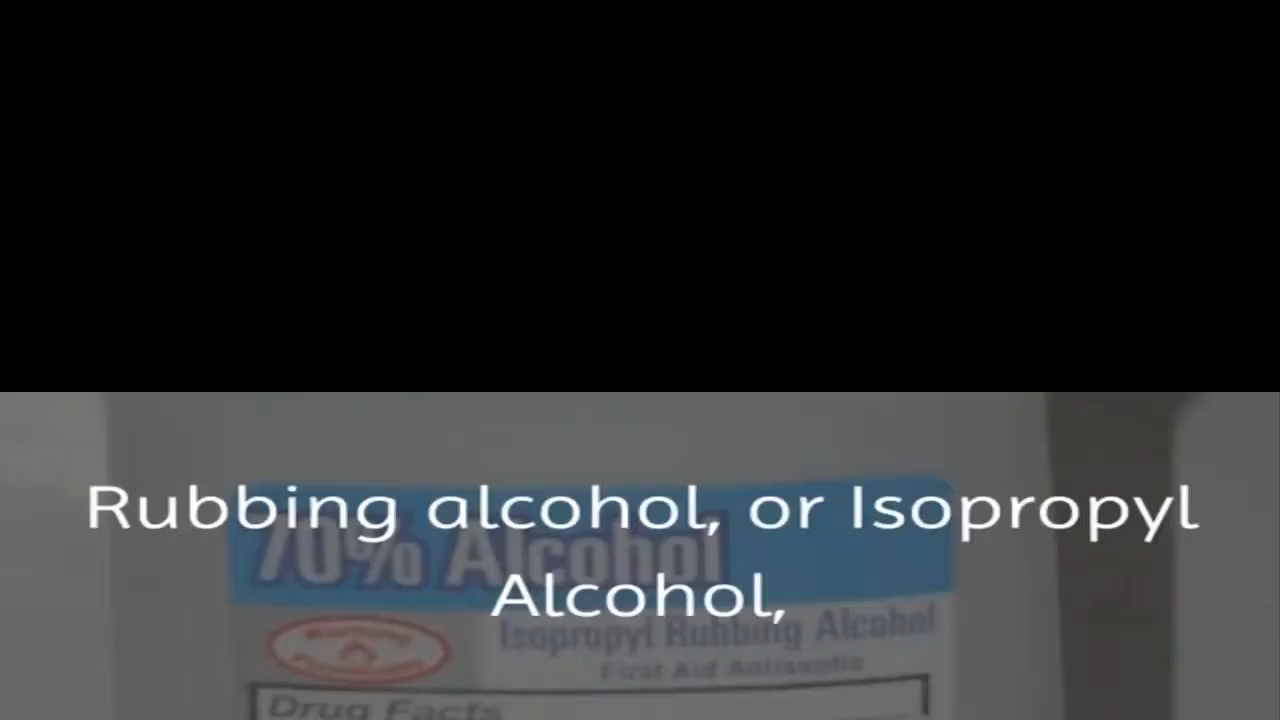 Rubbing alcohol, or Isopropyl
Alcohol,
70% Alcohol
Isopropyl Rubbing Alcohol
First Aid Antiseptic
Drug Facts